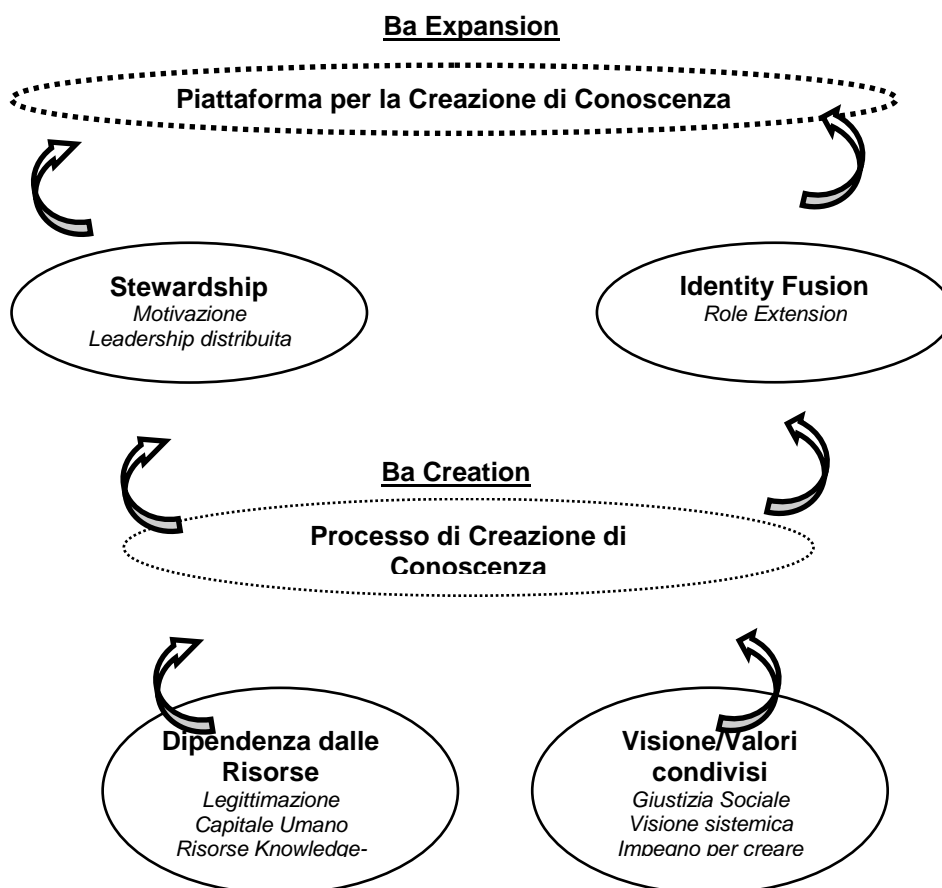 Ba Expansion
Piattaforma per la Creazione di Conoscenza
Stewardship
Motivazione
Leadership distribuita
Identity Fusion
Role Extension
Ba Creation
Processo di Creazione di
Conoscenza
Dipendenza dalle
Risorse
Legittimazione
Capitale Umano
Risorse Knowledge-
Visione/Valori
condivisi
Giustizia Sociale
Visione sistemica
Impegno per creare